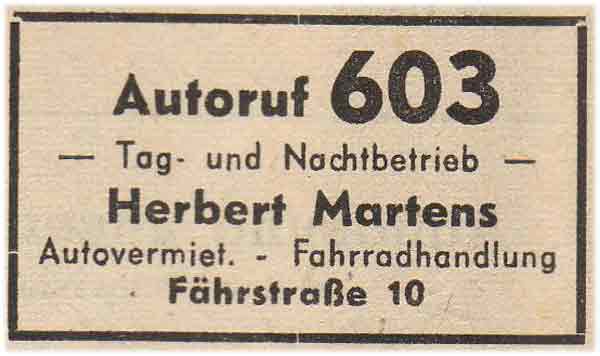 Autoruf 603
— Tag- und Nachtbetrieb —
Herbert Martens
Autovermiet. - Fahrradhandlung
Fährstraße 10